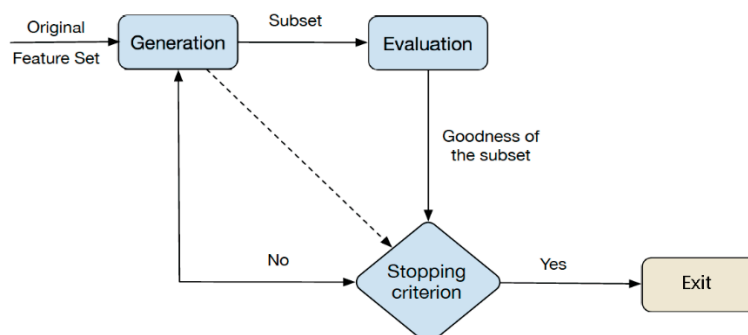 Original
Feature Set
Generation
Subset
Evaluation
Goodness of
the subset
No
Stopping
criterion
Yes
Exit